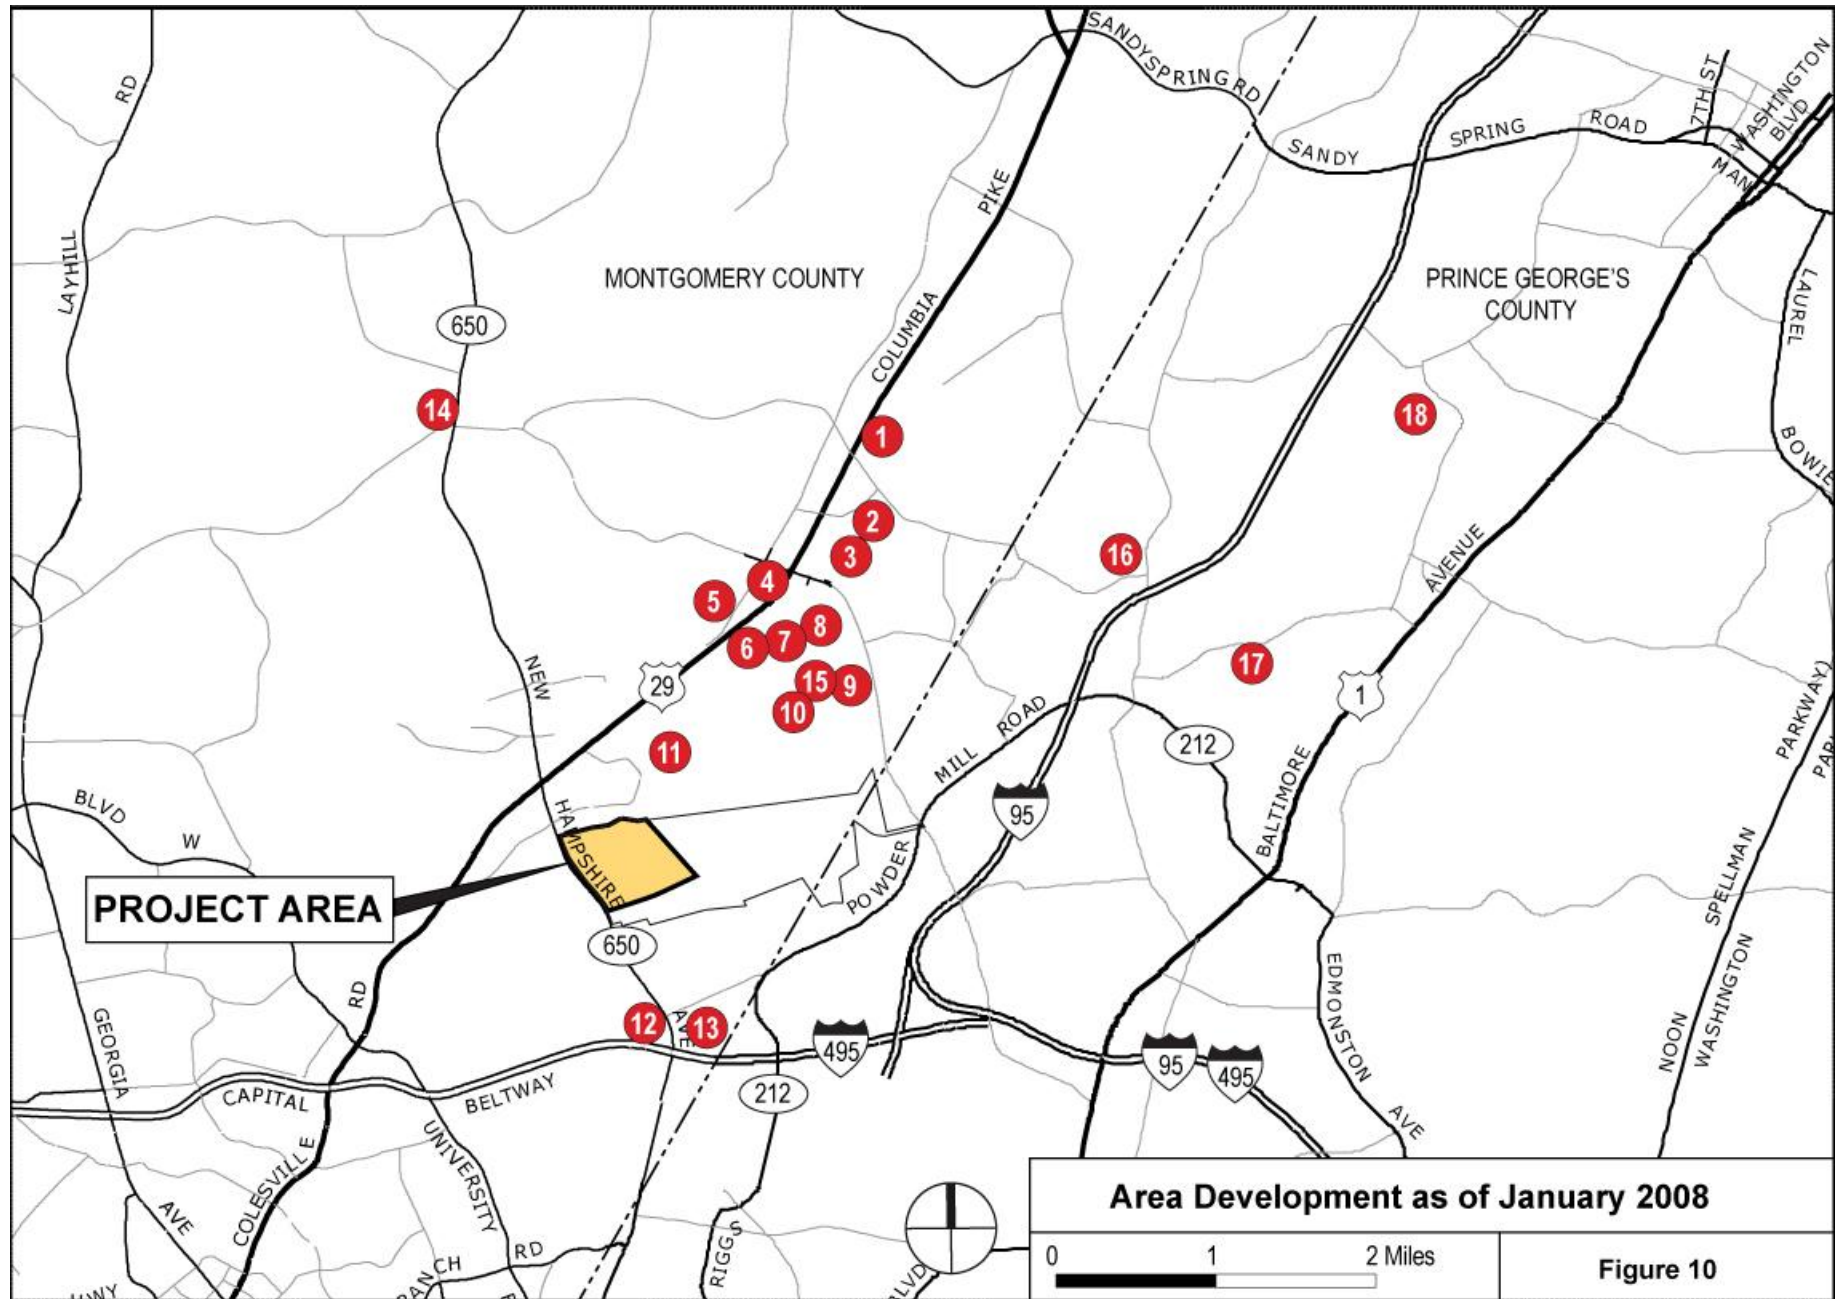 SANDYSPRING RD
RD
7TH ST
WASHINGTON
BLVD
SANDY
SPRING
ROAD
MAN
PIKE
LAYHILL
MONTGOMERY COUNTY
PRINCE GEORGE'S
COUNTY
LAUREL
650
COLUMBIA
14
1
18
BOWIE
2
3
16
AVENUE
4
5
8
7
6
17
NEW
29
15
9
10
1
PARKWAY)
ROAD
212
11
MILL
95
BALTIMORE
BLVD
W
HAMPSHIRE
POWDER
SPELLMAN
PROJECT AREA
650
RD
EDMONSTON
WASHINGTON
GEORGIA
12
AVE
13
495
95
495
NOON
212
CAPITAL
BELTWAY
AVE
UNIVERSITY
COLESVILLE
AVE
RD
RIGGS
BLVD
Area Development as of January 2008
0 1 2 Miles
Figure 10